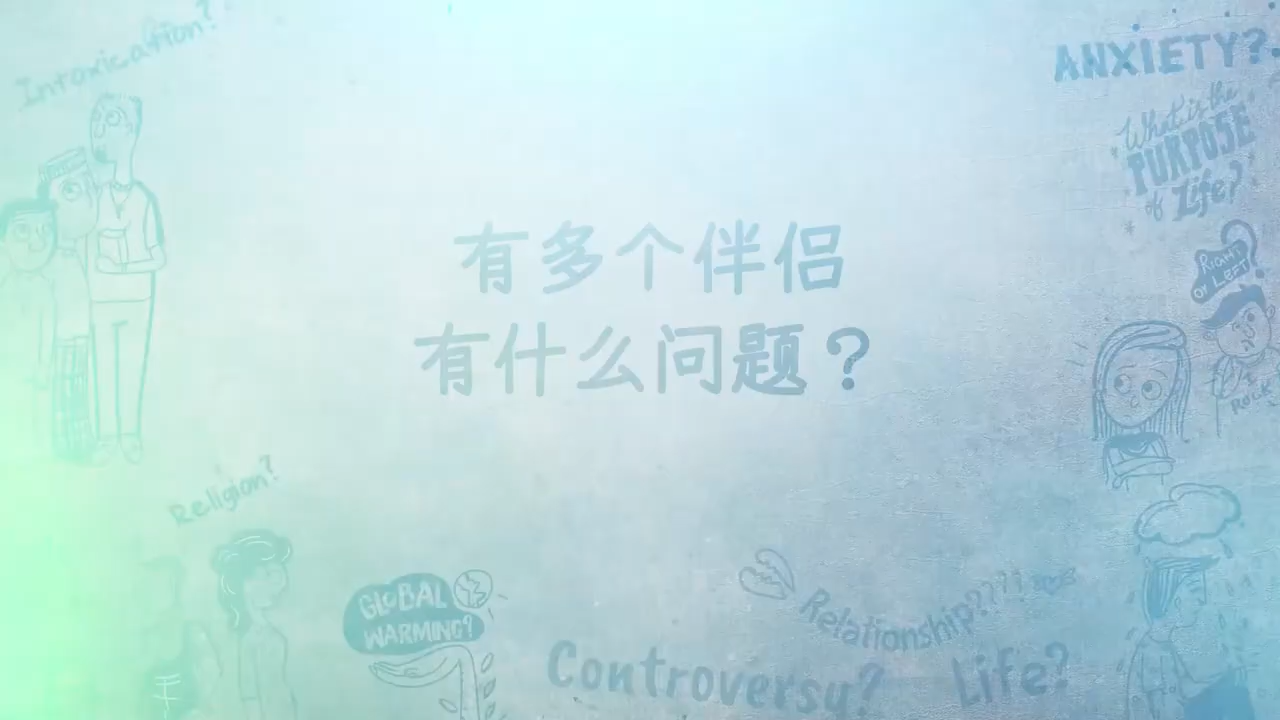 Intoxication?
ANXIETY?
What is the
PURPOSE
of Life?
RIGHT
OR LEFT
有多个伴侣
有什么问题？
ROCK
Religion?
GLOBAL
WARMING?
Relationship????
Controversy?
Life?